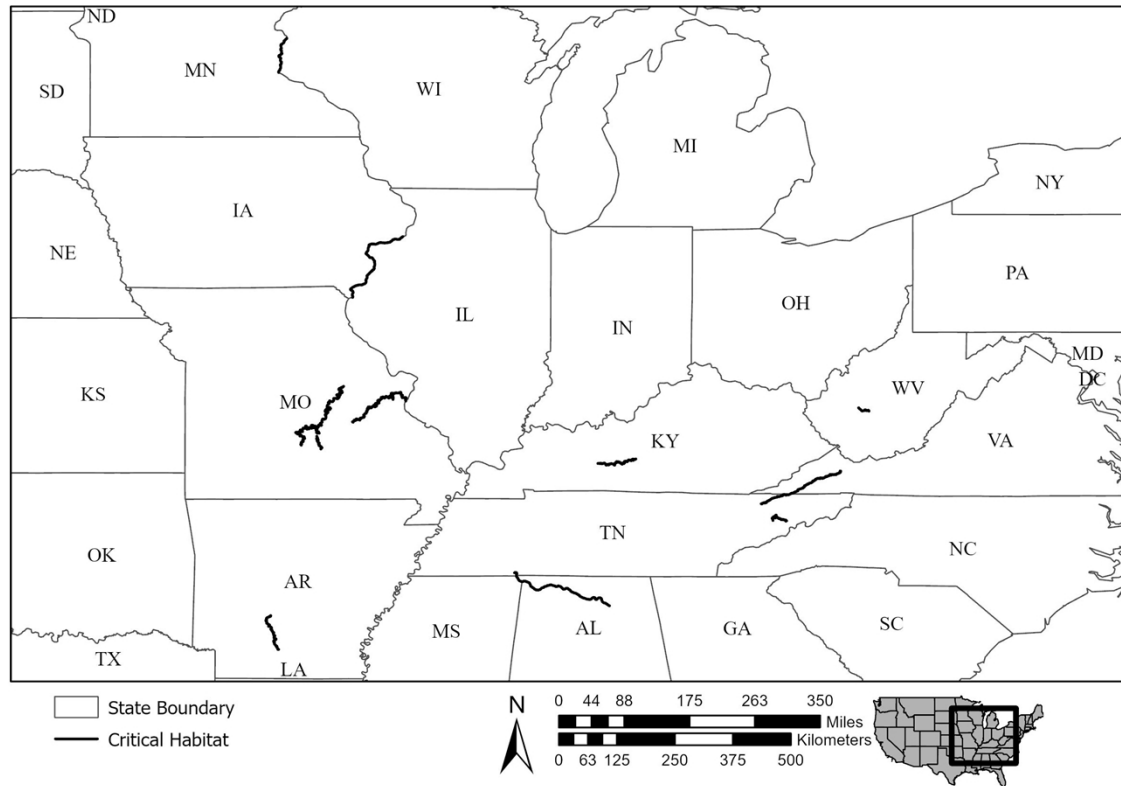 ND
MN
WI
SD
MI
NY
IA
NE
PA
OH
IL
IN
MD
DC
KS
MO
WV
KY
VA
TN
NC
OK
AR
MS
AL
GA
SC
TX
LA
State Boundary
Critical Habitat
N
0 44 88 175 263 350
Miles
Kilometers
0 63 125 250 375 500